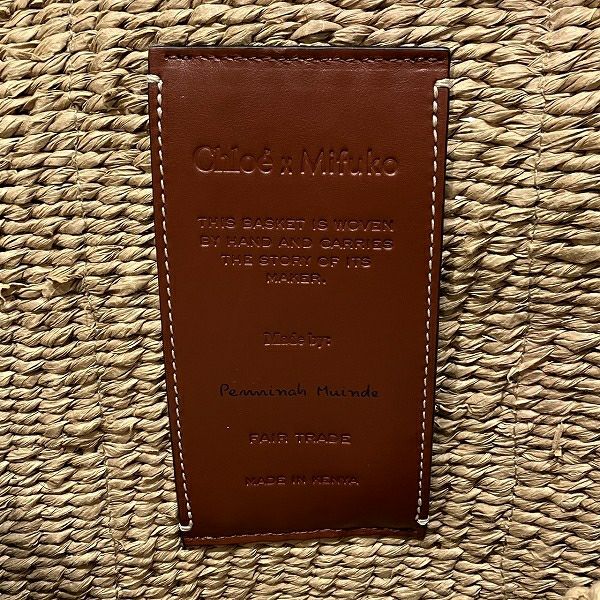 Chloé x Mifuko
THIS BASKET IS WOVEN
BY HAND AND CARRIES
THE STORY OF ITS
MAKER.
Made by:
Penninah Muinde
FAIR TRADE
MADE IN KENYA